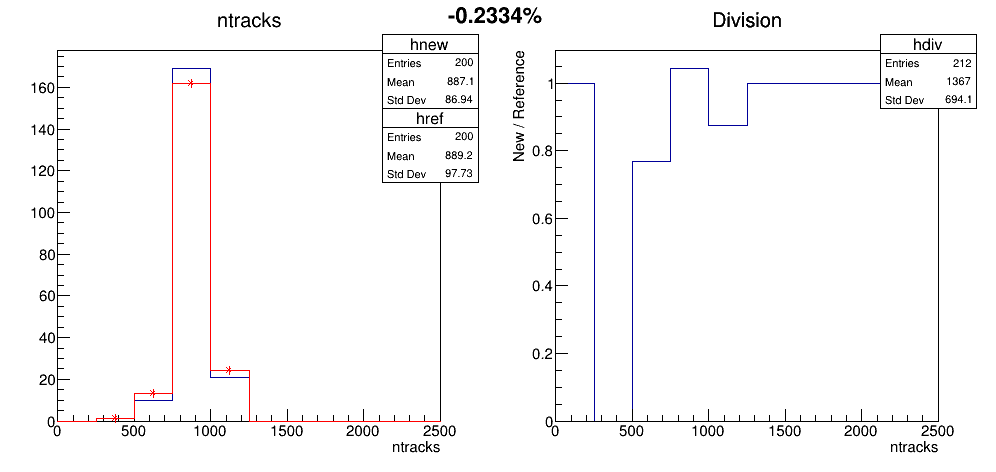 -0.2334%
ntracks
hnew
Entries 200
Mean 887.1
Std Dev 86.94
href
Entries 200
Mean 889.2
Std Dev 97.73
160
140
120
100
80
60
40
20
0
0 500 1000 1500 2000 2500
ntracks
Division
hdiv
Entries 212
Mean 1367
Std Dev 694.1
New / Reference
1
0.8
0.6
0.4
0.2
0
0 500 1000 1500 2000 2500
ntracks